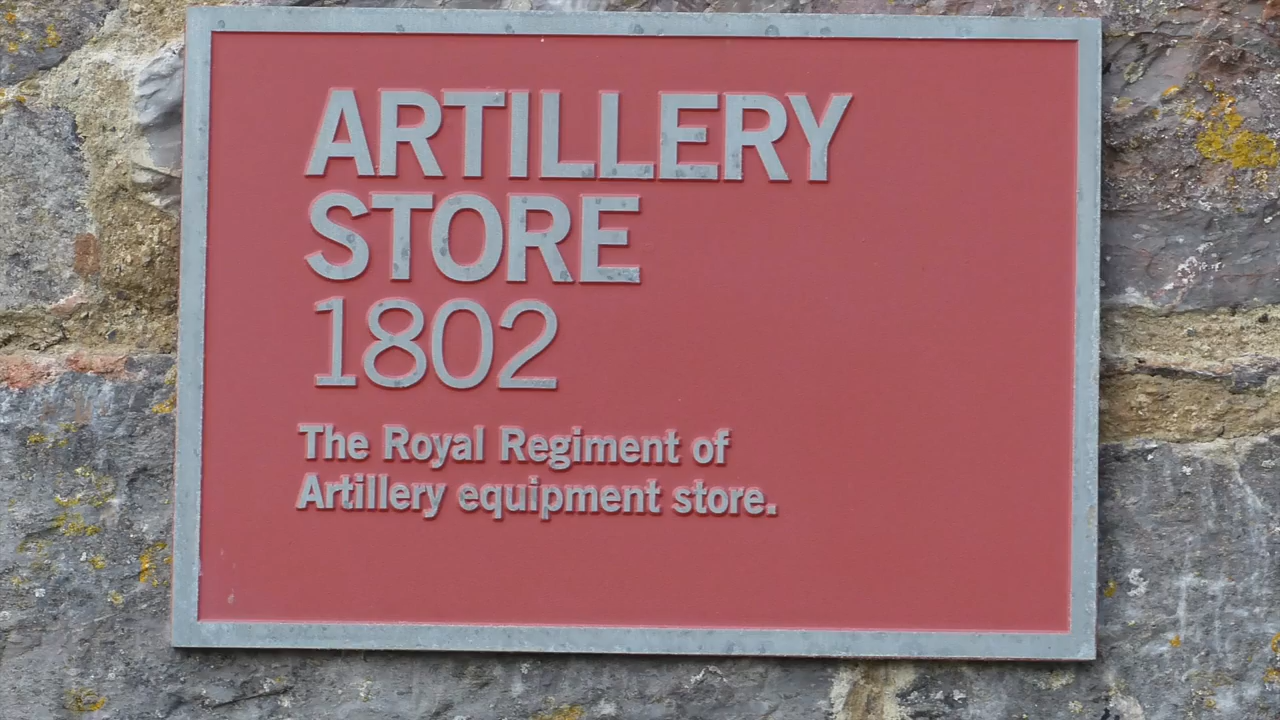 ARTILLERY
STORE
1802
The Royal Regiment of
Artillery equipment store.